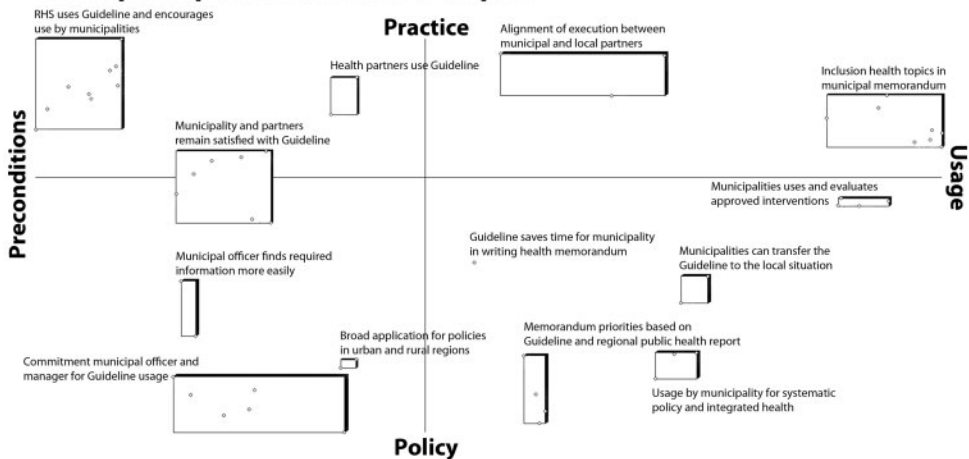 RHS uses Guideline and encourages
use by municipalities
Practice
Alignment of execution between
municipal and local partners
Health partners use Guideline
Inclusion health topics in
municipal memorandum
Preconditions
Municipality and partners
remain satisfied with Guideline
Usage
Municipalities uses and evaluates
approved interventions
Guideline saves time for municipality
in writing health memorandum
Municipal officer finds required
information more easily
Municipalities can transfer the
Guideline to the local situation
Memorandum priorities based on
Guideline and regional public health report
Broad application for policies
in urban and rural regions
Commitment municipal officer and
manager for Guideline usage
Usage by municipality for systematic
policy and integrated health
Policy